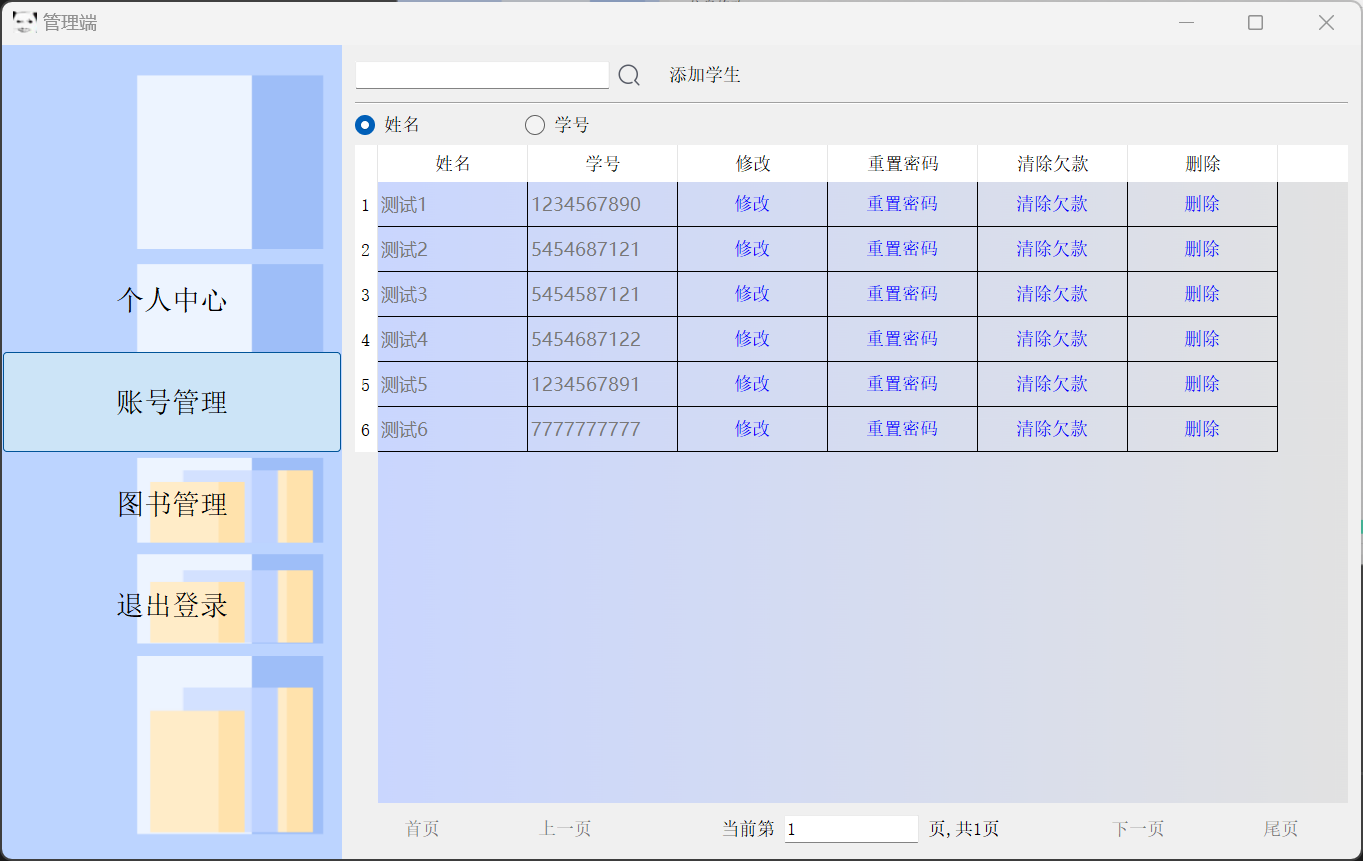 管理端
个人中心
账号管理
图书管理
退出登录
添加学生
姓名 学号
姓名 学号 修改 重置密码 清除欠款 删除
1 测试1 1234567890 修改 重置密码 清除欠款 删除
2 测试2 5454687121 修改 重置密码 清除欠款 删除
3 测试3 5454587121 修改 重置密码 清除欠款 删除
4 测试4 5454687122 修改 重置密码 清除欠款 删除
5 测试5 1234567891 修改 重置密码 清除欠款 删除
6 测试6 7777777777 修改 重置密码 清除欠款 删除
首页 上一页 当前第 1 页,共1页 下一页 尾页